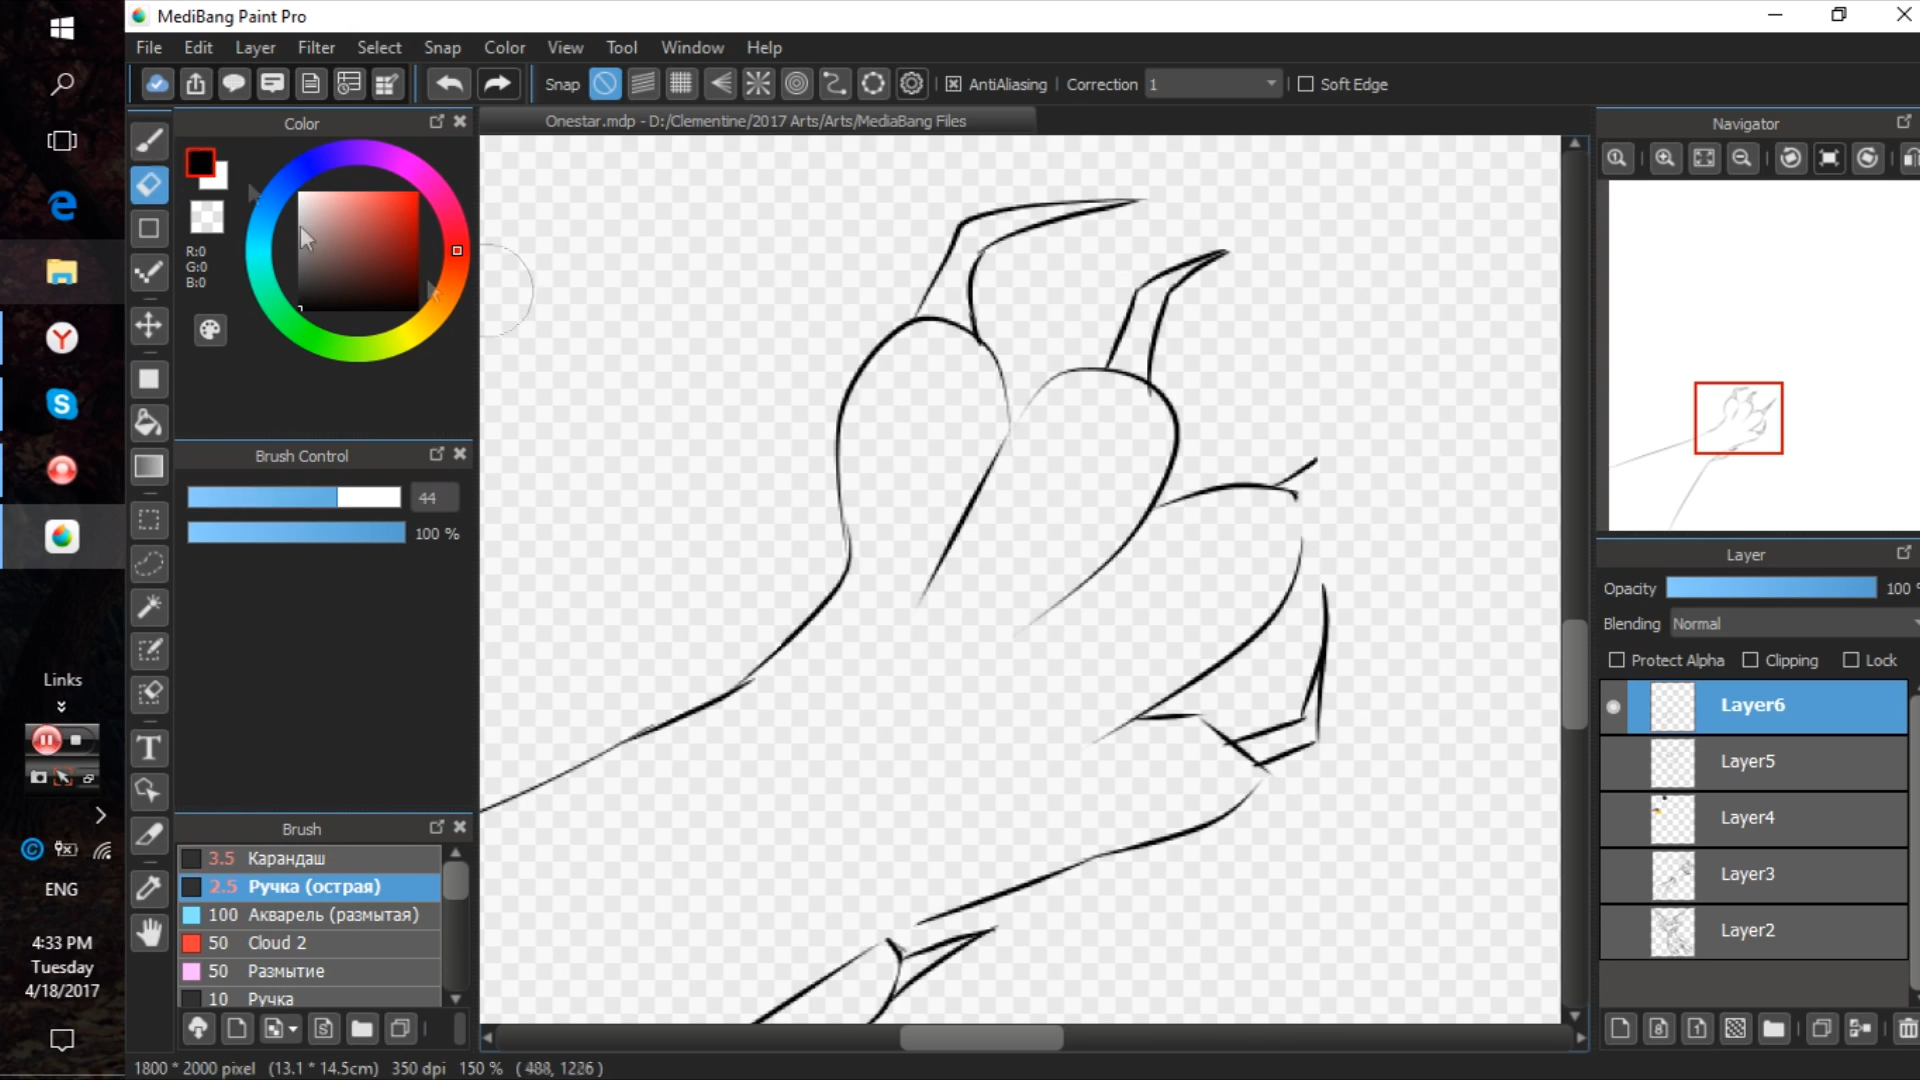 MediBang Paint Pro
File Edit Layer Filter Select Snap Color View Tool Window Help
Snap AntiAliasing Correction 1 Soft Edge
Color
Onestar.mdp - D:/Clementine/2017 Arts/Arts/MediaBang Files
Navigator
R:0
G:0
B:0
Brush Control
44
100 %
Layer
Opacity 100 %
Blending Normal
Protect Alpha Clipping Lock
Layer6
Layer5
Layer4
Layer3
Layer2
Brush
3.5 Карандаш
2.5 Ручка (острая)
100 Акварель (размытая)
50 Cloud 2
50 Размытие
10 Ручка
Links
ENG
4:33 PM
Tuesday
4/18/2017
1800 * 2000 pixel (13.1 * 14.5cm) 350 dpi 150 % ( 488, 1226 )